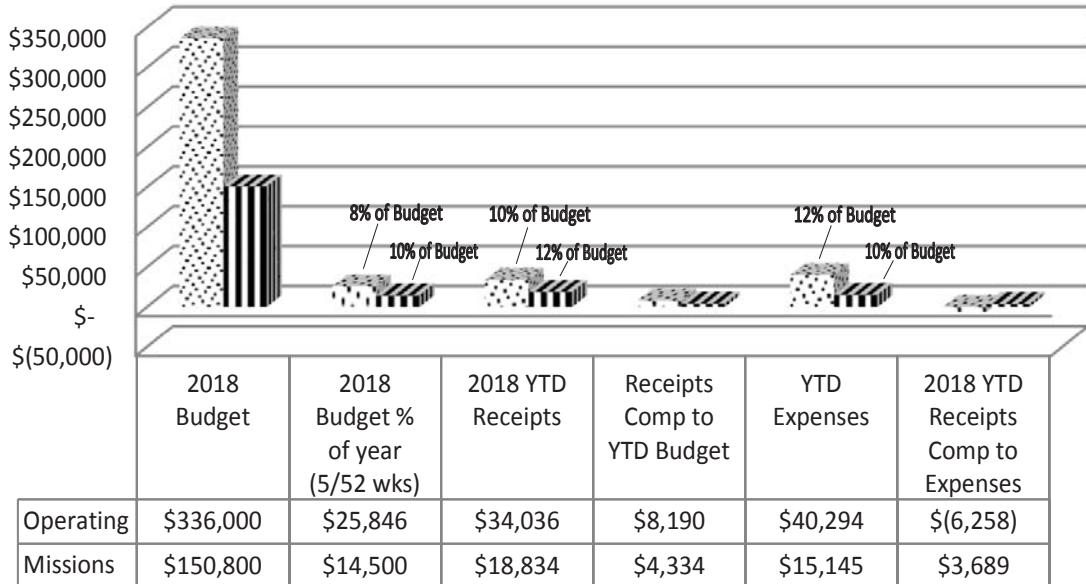 $350,000
$300,000
$250,000
$200,000
$150,000
$100,000
$50,000
$-
$(50,000)
8% of Budget
10% of Budget
10% of Budget
12% of Budget
12% of Budget
10% of Budget
2018
Budget
2018
Budget %
of year
(5/52 wks)
2018 YTD
Receipts
Receipts
Comp to
YTD Budget
YTD
Expenses
2018 YTD
Receipts
Comp to
Expenses
Operating $336,000 $25,846 $34,036 $8,190 $40,294 $(6,258)
Missions $150,800 $14,500 $18,834 $4,334 $15,145 $3,689